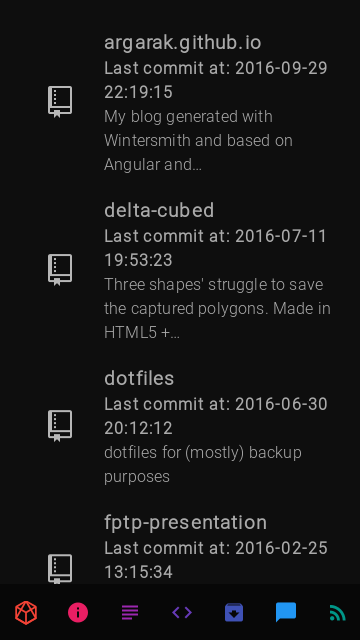 argarak.github.io
Last commit at: 2016-09-29
22:19:15
My blog generated with
Wintersmith and based on
Angular and…
delta-cubed
Last commit at: 2016-07-11
19:53:23
Three shapes' struggle to save
the captured polygons. Made in
HTML5 +…
dotfiles
Last commit at: 2016-06-30
20:12:12
dotfiles for (mostly) backup
purposes
fptp-presentation
Last commit at: 2016-02-25
13:15:34